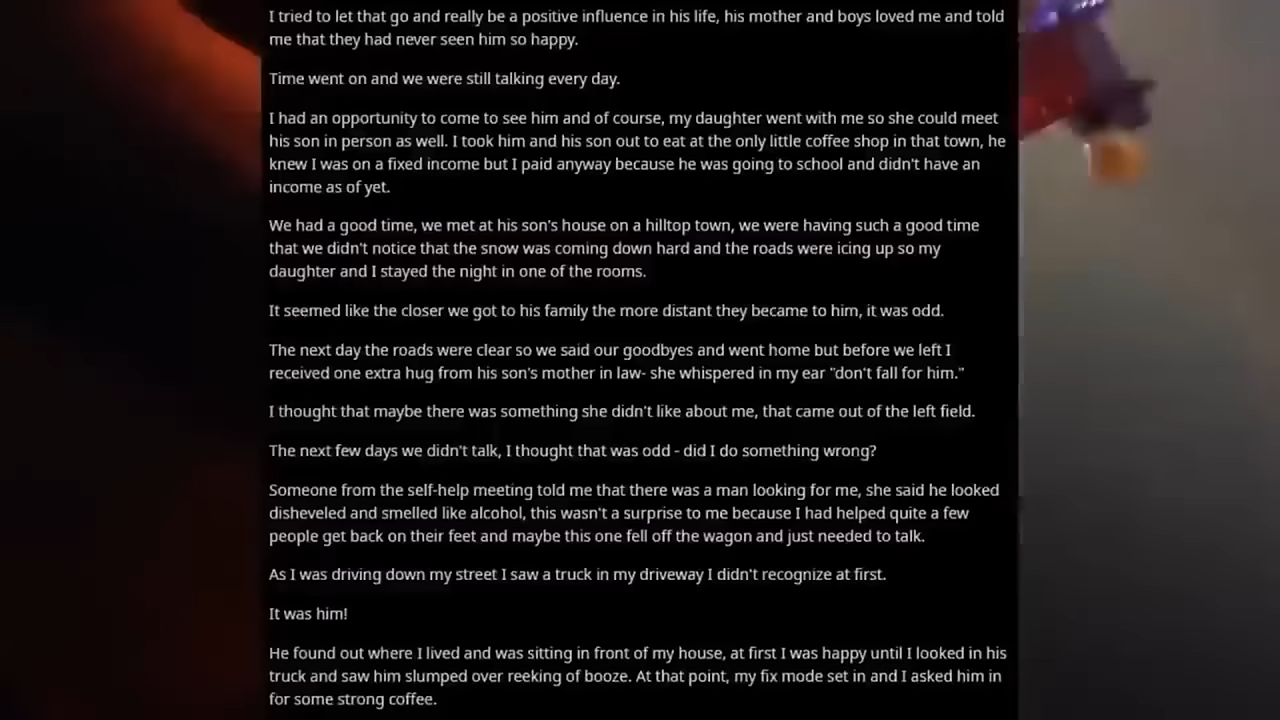 I tried to let that go and really be a positive influence in his life, his mother and boys loved me and told
me that they had never seen him so happy.
Time went on and we were still talking every day.
I had an opportunity to come to see him and of course, my daughter went with me so she could meet
his son in person as well. I took him and his son out to eat at the only little coffee shop in that town, he
knew I was on a fixed income but I paid anyway because he was going to school and didn't have an
income as of yet.
We had a good time, we met at his son's house on a hilltop town, we were having such a good time
that we didn't notice that the snow was coming down hard and the roads were icing up so my
daughter and I stayed the night in one of the rooms.
It seemed like the closer we got to his family the more distant they became to him, it was odd.
The next day the roads were clear so we said our goodbyes and went home but before we left I
received one extra hug from his son's mother in law- she whispered in my ear "don't fall for him."
I thought that maybe there was something she didn't like about me, that came out of the left field.
The next few days we didn't talk, I thought that was odd - did I do something wrong?
Someone from the self-help meeting told me that there was a man looking for me, she said he looked
disheveled and smelled like alcohol, this wasn't a surprise to me because I had helped quite a few
people get back on their feet and maybe this one fell off the wagon and just needed to talk.
As I was driving down my street I saw a truck in my driveway I didn't recognize at first.
It was him!
He found out where I lived and was sitting in front of my house, at first I was happy until I looked in his
truck and saw him slumped over reeking of booze. At that point, my fix mode set in and I asked him in
for some strong coffee.